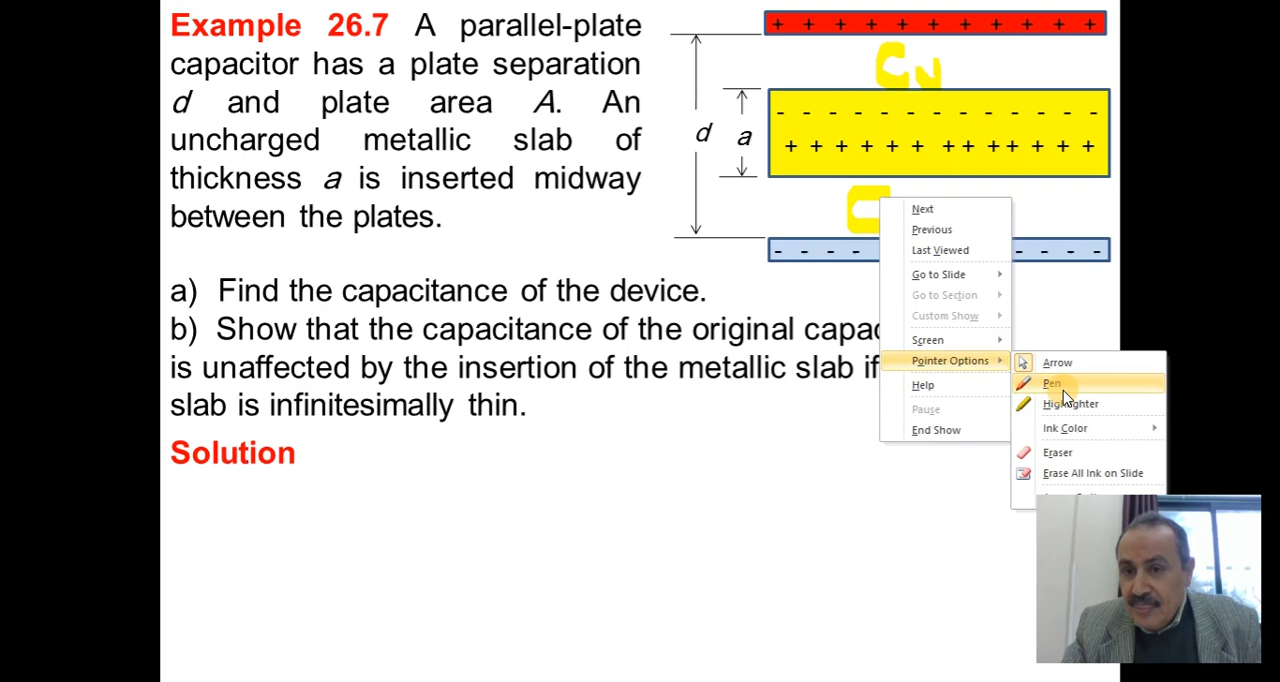 Example 26.7 A parallel-plate
capacitor has a plate separation
d and plate area A. An
uncharged metallic slab of
thickness a is inserted midway
between the plates.
+ + + + + + + + + + +
d
a
- - - - - - - - - - - - -
+ + + + + + + + + + + + +
- - - - - - -
a) Find the capacitance of the device.
b) Show that the capacitance of the original capac
is unaffected by the insertion of the metallic slab if
slab is infinitesimally thin.
Solution
Next
Previous
Last Viewed
Go to Slide
Go to Section
Custom Show
Screen
Pointer Options
Help
Pause
End Show
Arrow
Pen
Highlighter
Ink Color
Eraser
Erase All Ink on Slide